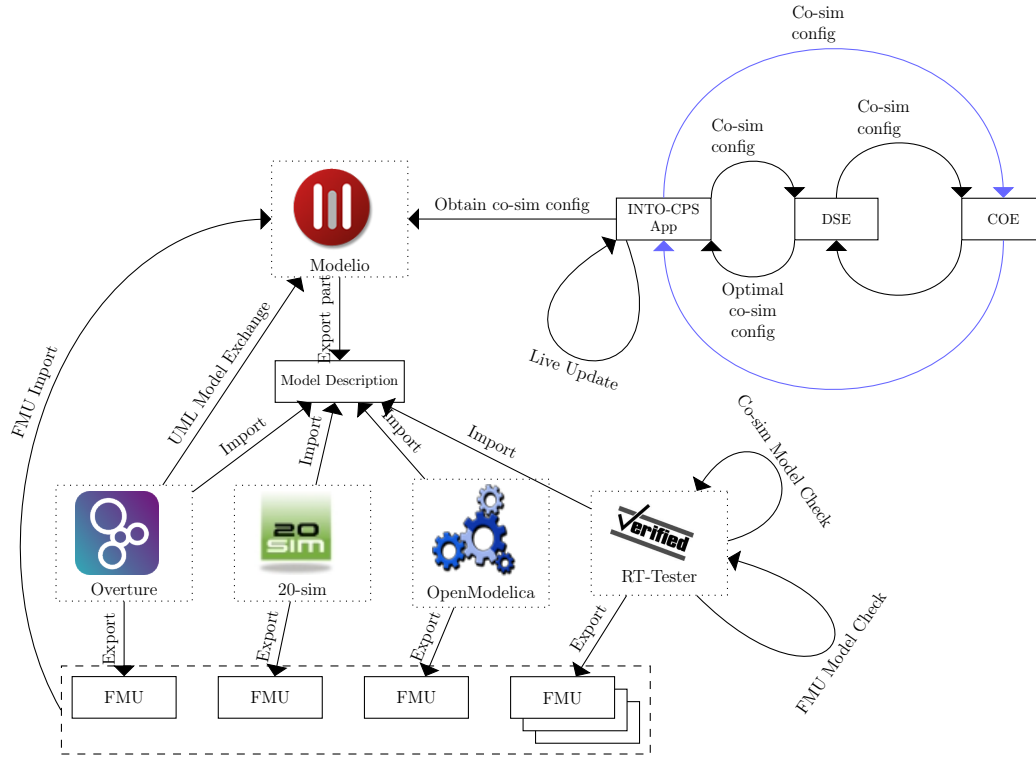 Co-sim
config
Co-sim
config
Co-sim
config
Obtain co-sim config
INTO-CPS
App
DSE
COE
Modelio
Optimal
co-sim
config
Export part
Live Update
UML Model Exchange
FMU Import
Model Description
Import
Import
Import
Import
Co-sim Model Check
20
sim
Verified
Overture
20-sim
OpenModelica
RT-Tester
FMU Model Check
Export
Export
Export
Export
FMU
FMU
FMU
FMU